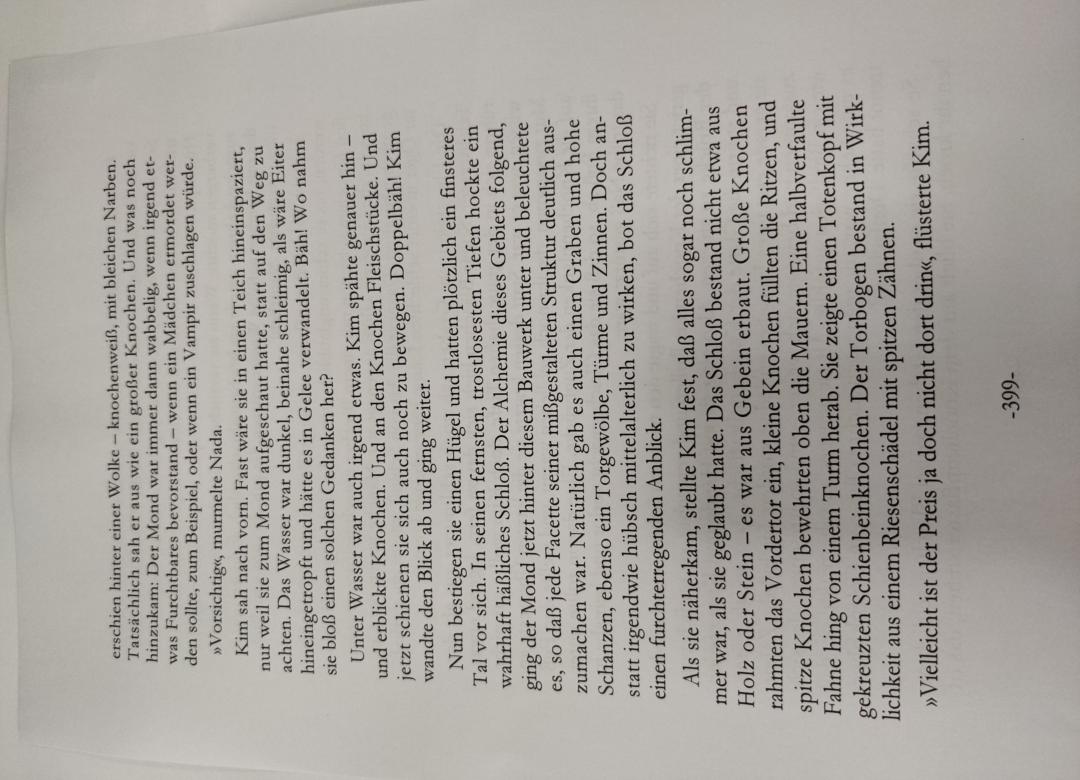 erschien hinter einer Wolke – knochenweiß, mit bleichen Narben.
Tatsächlich sah er aus wie ein großer Knochen. Und was noch
hinzukam: Der Mond war immer dann wabbelig, wenn irgend et-
was Furchtbares bevorstand – wenn ein Mädchen ermordet wer-
den sollte, zum Beispiel, oder wenn ein Vampir zuschlagen würde.
»Vorsichtig«, murmelte Nada.
Kim sah nach vorn. Fast wäre sie in einen Teich hineinspaziert,
nur weil sie zum Mond aufgeschaut hatte, statt auf den Weg zu
achten. Das Wasser war dunkel, beinahe schleimig, als wäre Eiter
hineingetropft und hätte es in Gelee verwandelt. Bäh! Wo nahm
sie bloß einen solchen Gedanken her?
Unter Wasser war auch irgend etwas. Kim spähte genauer hin –
und erblickte Knochen. Und an den Knochen Fleischstücke. Und
jetzt schienen sie sich auch noch zu bewegen. Doppelbäh! Kim
wandte den Blick ab und ging weiter.
Nun bestiegen sie einen Hügel und hatten plötzlich ein finsteres
Tal vor sich. In seinen fernsten, trostlosesten Tiefen hockte ein
wahrhaft häßliches Schloß. Der Alchemie dieses Gebiets folgend,
ging der Mond jetzt hinter diesem Bauwerk unter und beleuchtete
es, so daß jede Facette seiner mißgestalteten Struktur deutlich aus-
zumachen war. Natürlich gab es auch einen Graben und hohe
Schanzen, ebenso ein Torgewölbe, Türme und Zinnen. Doch an-
statt irgendwie hübsch mittelalterlich zu wirken, bot das Schloß
einen furchterregenden Anblick.
Als sie näherkam, stellte Kim fest, daß alles sogar noch schlim-
mer war, als sie geglaubt hatte. Das Schloß bestand nicht etwa aus
Holz oder Stein – es war aus Gebein erbaut. Große Knochen
rahmten das Vordertor ein, kleine Knochen füllten die Ritzen, und
spitze Knochen bewehrten oben die Mauern. Eine halbverfaulte
Fahne hing von einem Turm herab. Sie zeigte einen Totenkopf mit
gekreuzten Schienbeinknochen. Der Torbogen bestand in Wirk-
lichkeit aus einem Riesenschädel mit spitzen Zähnen.
»Vielleicht ist der Preis ja doch nicht dort drin«, flüsterte Kim.
-399-